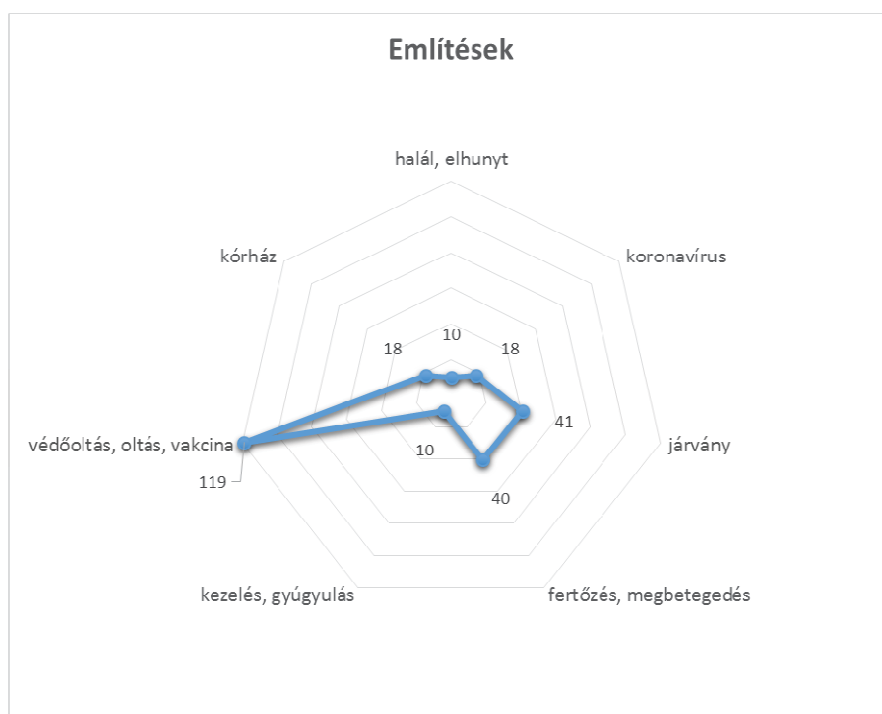 Említések
halál, elhunyt
kórház
koronavírus
10
18
18
41
védőoltás, oltás, vakcina
járvány
10
119
40
kezelés, gyúgyulás
fertőzés, megbetegedés